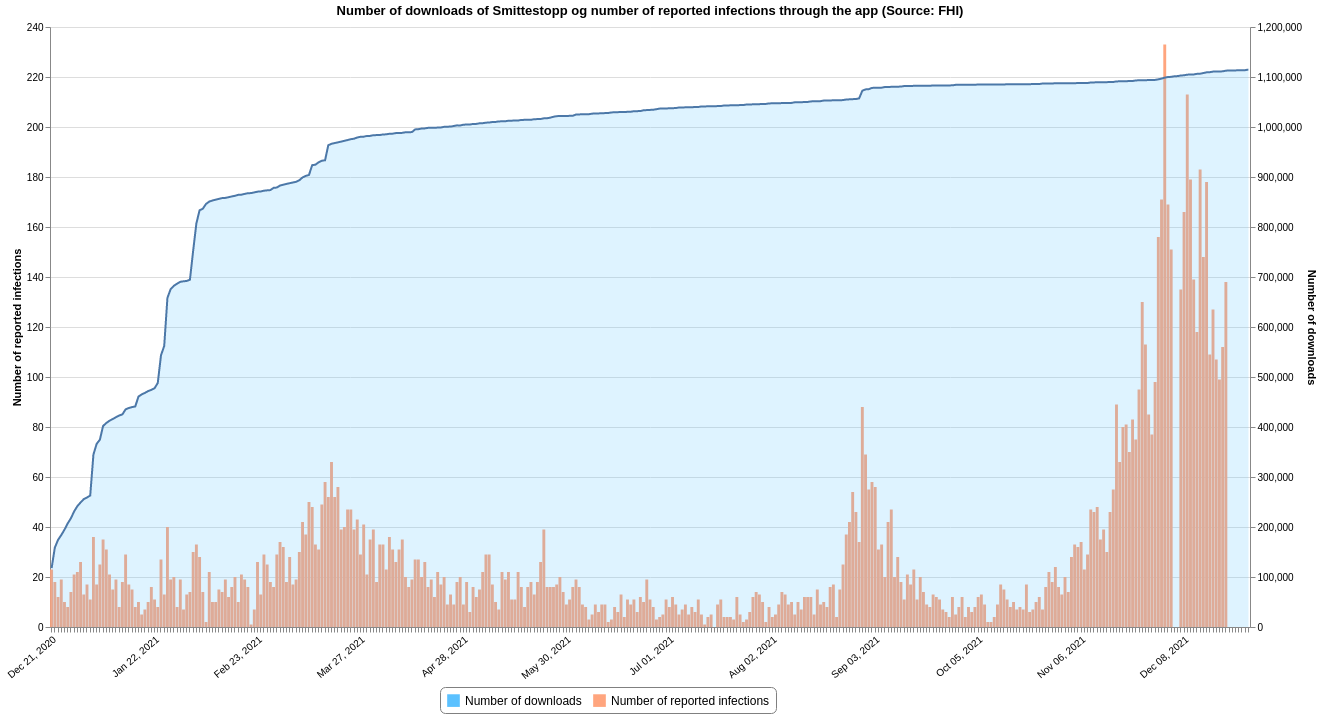 Number of downloads of Smittestopp og number of reported infections through the app (Source: FHI)
240
220
200
180
160
140
120
100
80
60
40
20
0
Number of reported infections
1,200,000
1,100,000
1,000,000
900,000
800,000
700,000
600,000
500,000
400,000
300,000
200,000
100,000
0
Number of downloads
Dec 21, 2020
Jan 22, 2021
Feb 23, 2021
Mar 27, 2021
Apr 28, 2021
May 30, 2021
Jul 01, 2021
Aug 02, 2021
Sep 03, 2021
Oct 05, 2021
Nov 06, 2021
Dec 08, 2021
Number of downloads
Number of reported infections